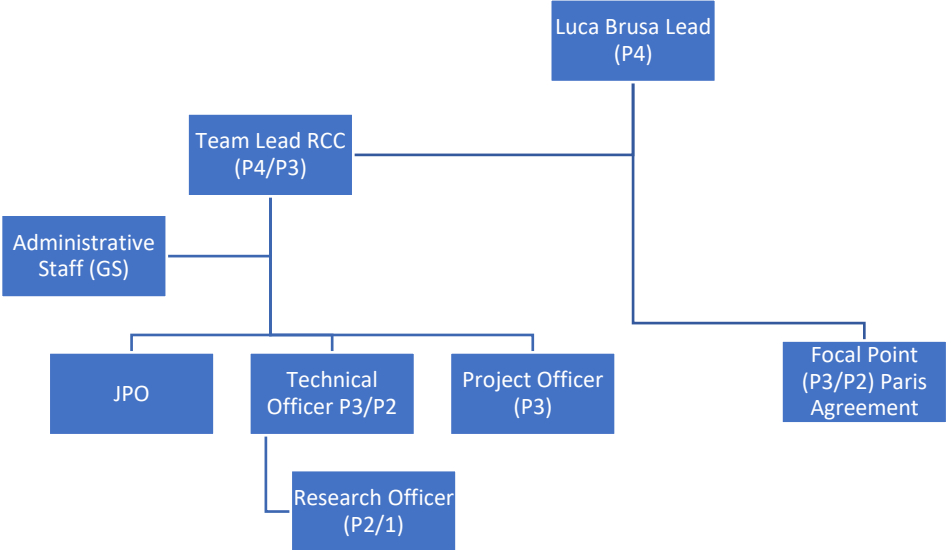 Luca Brusa Lead
(P4)
Team Lead RCC
(P4/P3)
Administrative
Staff (GS)
JPO
Technical
Officer P3/P2
Project Officer
(P3)
Focal Point
(P3/P2) Paris
Agreement
Research Officer
(P2/1)